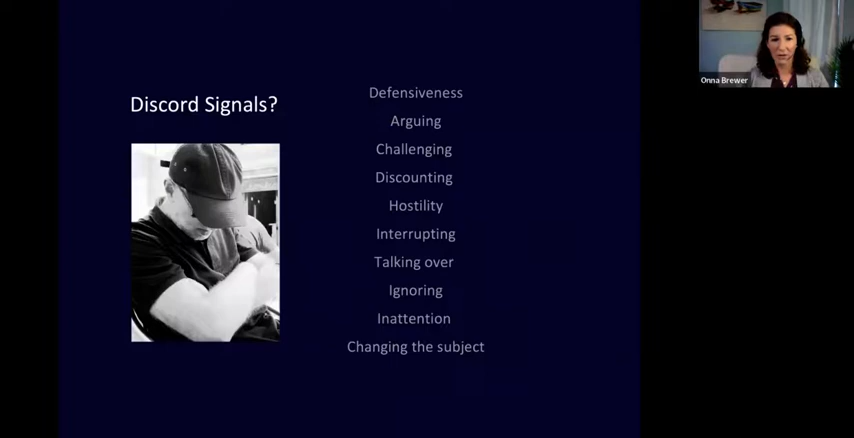 Discord Signals?
Defensiveness
Arguing
Challenging
Discounting
Hostility
Interrupting
Talking over
Ignoring
Inattention
Changing the subject
Onna Brewer